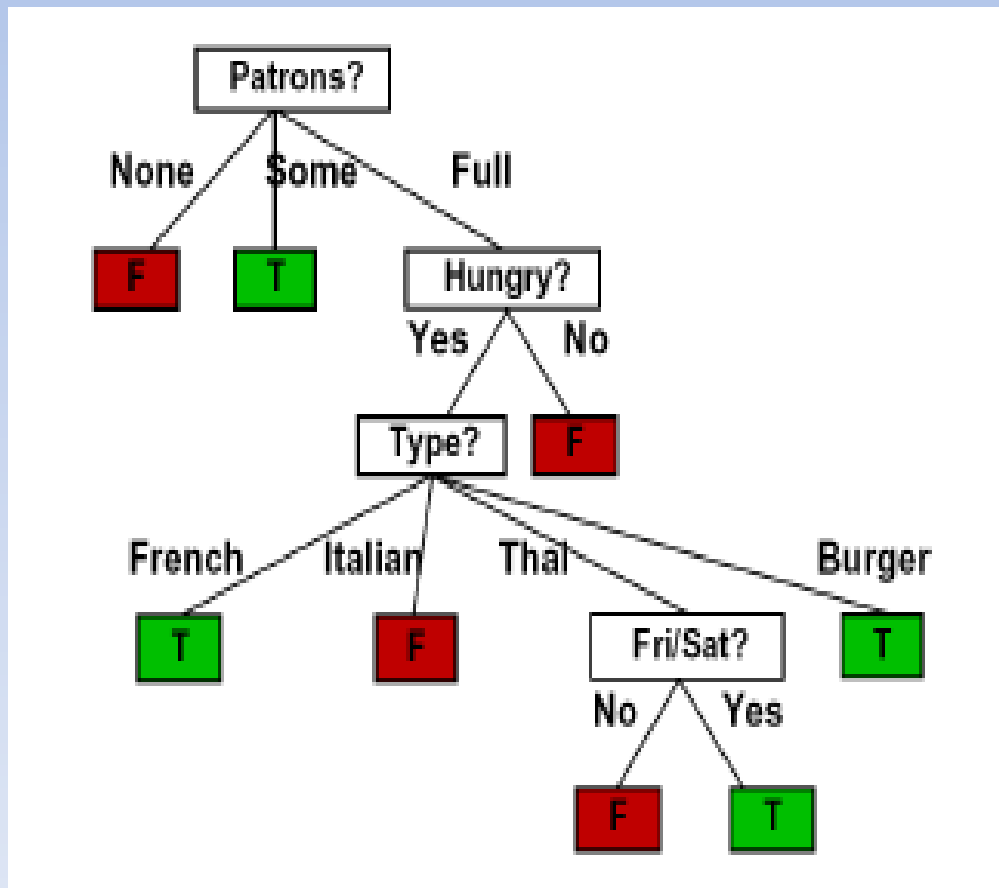 Patrons?
None Some Full
F T Hungry?
Yes No
Type? F
French Italian Thai Burger
T F Fri/Sat? T
No Yes
F T